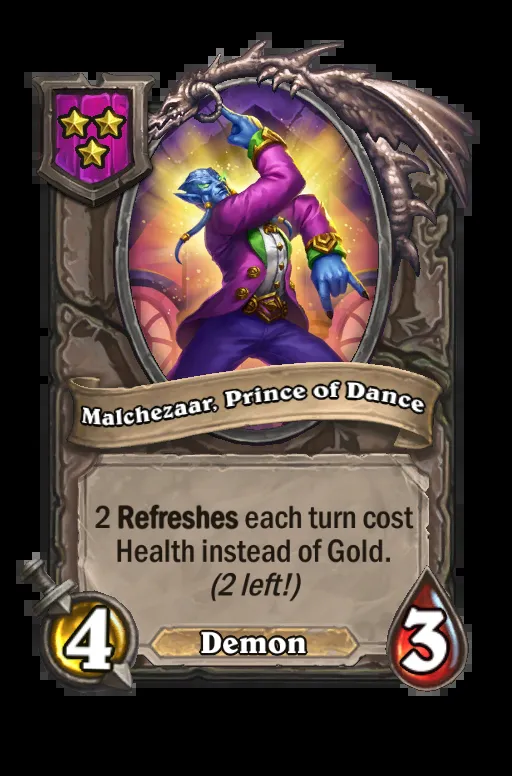 Malchezaar, Prince of Dance
2 Refreshes each turn cost
Health instead of Gold.
(2 left!)
4
Demon
3